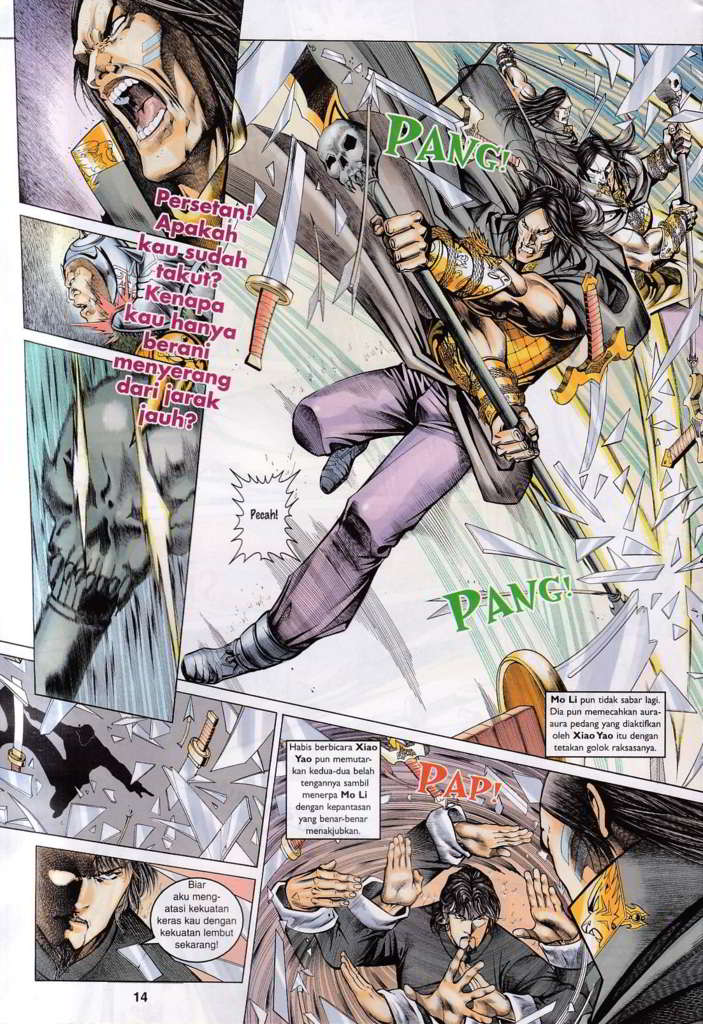 Persetan!
Apakah
kau sudah
takut?
Kenapa
kau hanya
berani
menyerang
dari jarak
jauh?
PANG!
Pecah!
PANG!
Mo Li pun tidak sabar lagi.
Dia pun memecahkan aura-
aura pedang yang diaktifkan
oleh Xiao Yao itu dengan
tetakan golok raksasanya.
Habis berbicara Xiao
Yao pun memutar-
kan kedua-dua belah
tengannya sambil
menerpa Mo Li
dengan kepantasan
yang benar-benar
menakjubkan.
PAP!
Biar
aku meng-
atasi kekuatan
keras kau dengan
kekuatan lembut
sekarang!
14